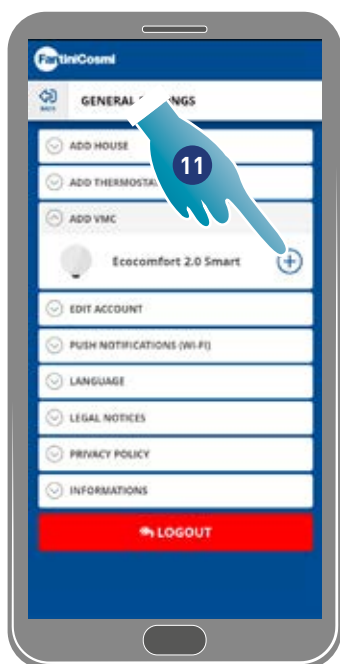 FantiniCosmi
BACK
GENERAL NGS
11
ADD HOUSE
ADD THERMOSTA
ADD VMC
Ecocomfort 2.0 Smart
EDIT ACCOUNT
PUSH NOTIFICATIONS (WI-FI)
LANGUAGE
LEGAL NOTICES
PRIVACY POLICY
INFORMATIONS
LOGOUT